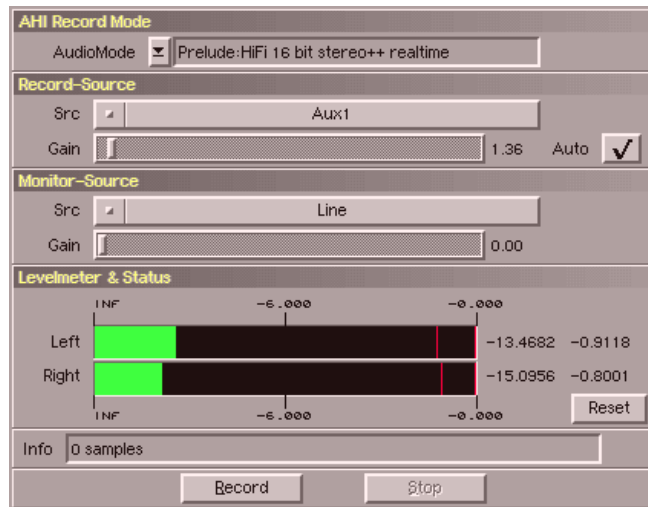 AHI Record Mode
AudioMode Prelude:HiFi 16 bit stereo++ realtime
Record-Source
Src Aux1
Gain 1.36 Auto
Monitor-Source
Src Line
Gain 0.00
Levelmeter & Status
INF -6.000 -0.000
Left -13.4682 -0.9118
Right -15.0956 -0.8001
INF -6.000 -0.000
Reset
Info 0 samples
Record Stop